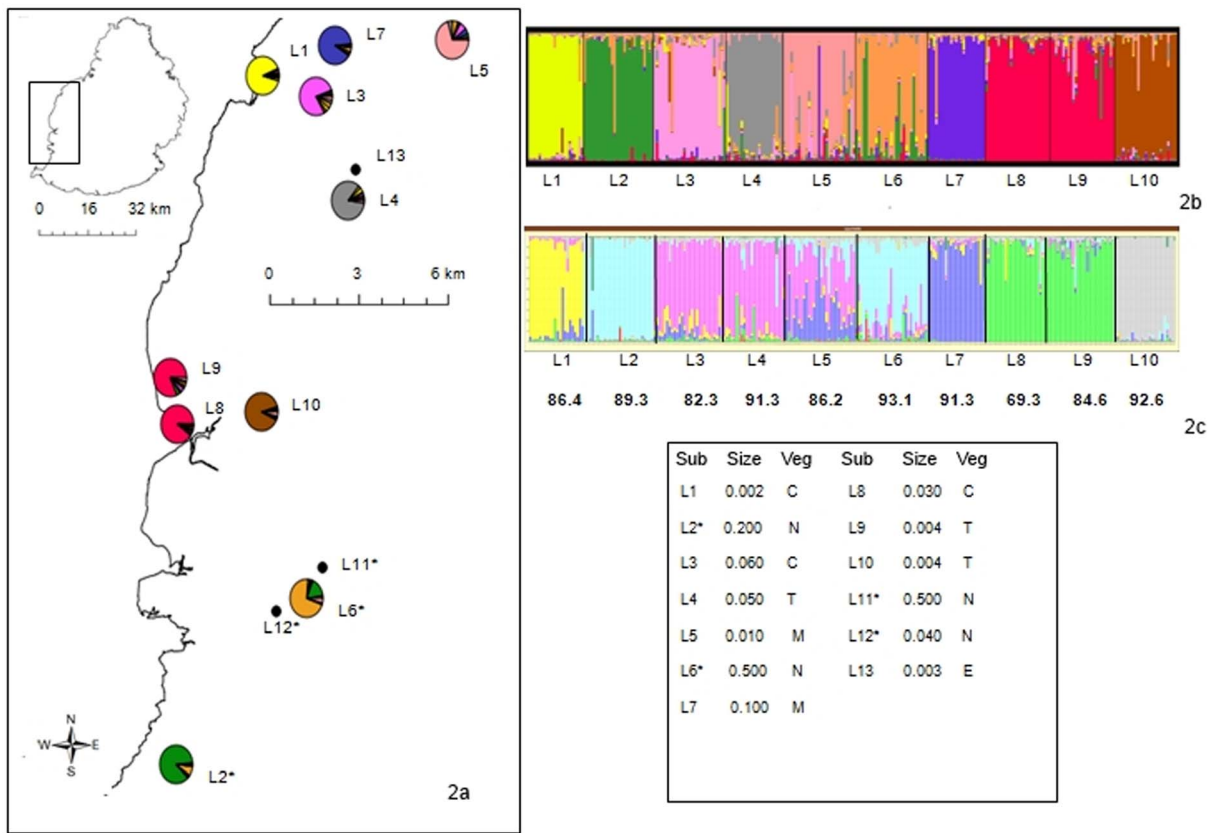 L1
L7
L5
L3
L13
L4
0 16 32 km
0 3 6 km
L9
L8
L10
L11*
L6*
L12*
L2*
N
W E
S
2a
L1 L2 L3 L4 L5 L6 L7 L8 L9 L10
2b
L1 L2 L3 L4 L5 L6 L7 L8 L9 L10
86.4 89.3 82.3 91.3 86.2 93.1 91.3 69.3 84.6 92.6
2c
Sub Size Veg Sub Size Veg
L1 0.002 C L8 0.030 C
L2* 0.200 N L9 0.004 T
L3 0.060 C L10 0.004 T
L4 0.050 T L11* 0.500 N
L5 0.010 M L12* 0.040 N
L6* 0.500 N L13 0.003 E
L7 0.100 M